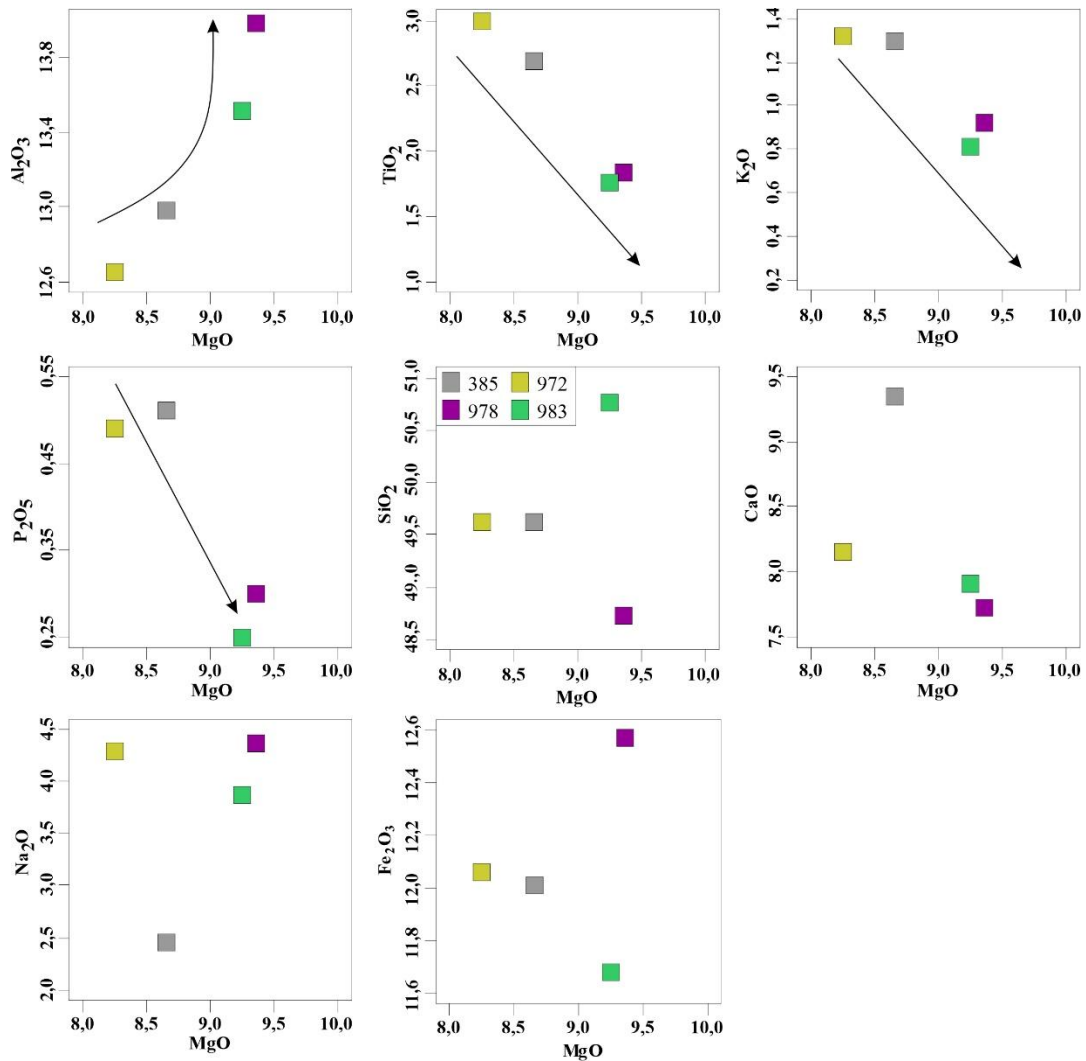 Al2O3
13,8
13,4
13,0
12,6
8,0 8,5 9,0 9,5 10,0
MgO
TiO2
3,0
2,5
2,0
1,5
1,0
8,0 8,5 9,0 9,5 10,0
MgO
K2O
1,4
1,2
1,0
0,8
0,6
0,4
0,2
8,0 8,5 9,0 9,5 10,0
MgO
P2O5
0,55
0,45
0,35
0,25
8,0 8,5 9,0 9,5 10,0
MgO
385 972
978 983
SiO2
51,0
50,5
50,0
49,5
49,0
48,5
8,0 8,5 9,0 9,5 10,0
MgO
CaO
9,5
9,0
8,5
8,0
7,5
8,0 8,5 9,0 9,5 10,0
MgO
Na2O
4,5
4,0
3,5
3,0
2,5
2,0
8,0 8,5 9,0 9,5 10,0
MgO
Fe2O3
12,6
12,4
12,2
12,0
11,8
11,6
8,0 8,5 9,0 9,5 10,0
MgO